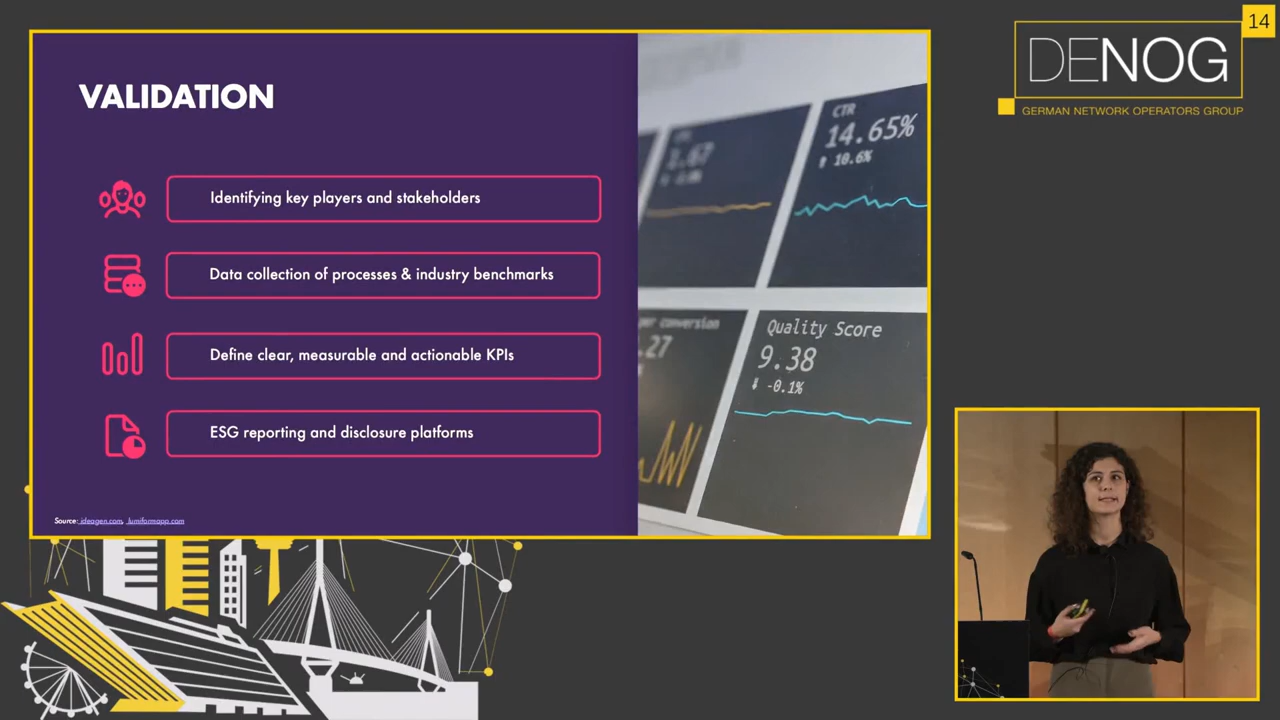 VALIDATION
Identifying key players and stakeholders
Data collection of processes & industry benchmarks
Define clear, measurable and actionable KPIs
ESG reporting and disclosure platforms
Source: ideagen.com, lumiformapp.com
CTR
14.65%
10.6%
conversion
.27
Quality Score
9.38
-0.1%
14
DENOG
GERMAN NETWORK OPERATORS GROUP